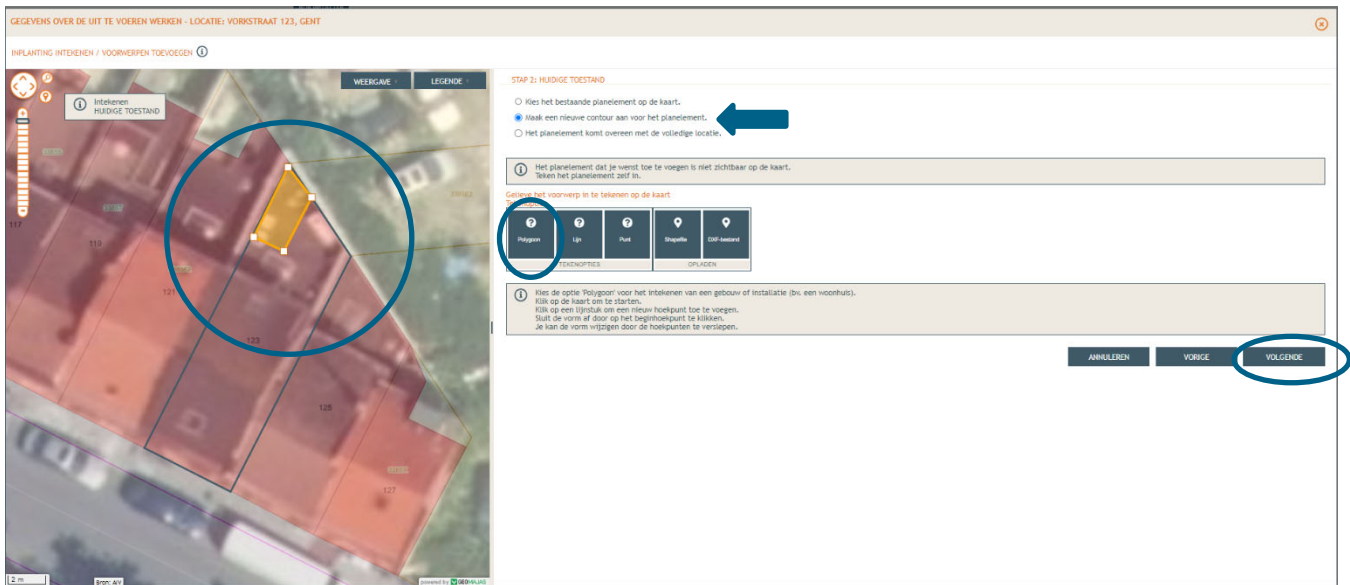 GEGEVENS OVER DE UIT TE VOEREN WERKEN - LOCATIE: VORKSTRAAT 123, GENT
INPLANTING INTEKENEN / VOORWERPEN TOEVOEGEN
WEERGAVE
LEGENDE
Intekenen
HUIDIGE TOESTAND
117
119
121
123
125
127
2 m
Bron: AIV
powered by GEOMAJAS
STAP 2: HUIDIGE TOESTAND
Kies het bestaande planelement op de kaart.
Maak een nieuwe contour aan voor het planelement.
Het planelement komt overeen met de volledige locatie.
Het planelement dat je wenst toe te voegen is niet zichtbaar op de kaart.
Teken het planelement zelf in.
Gelieve het voorwerp in te tekenen op de kaart
Polygoon
Lijn
Punt
Shapefile
DXF-bestand
TEKENOPTIES
OPLADEN
Kies de optie 'Polygoon' voor het intekenen van een gebouw of installatie (bv. een woonhuis).
Klik op de kaart om te starten.
Klik op een lijnstuk om een nieuw hoekpunt toe te voegen.
Sluit de vorm af door op het beginhoekpunt te klikken.
Je kan de vorm wijzigen door de hoekpunten te verslepen.
ANNULEREN
VORIGE
VOLGENDE